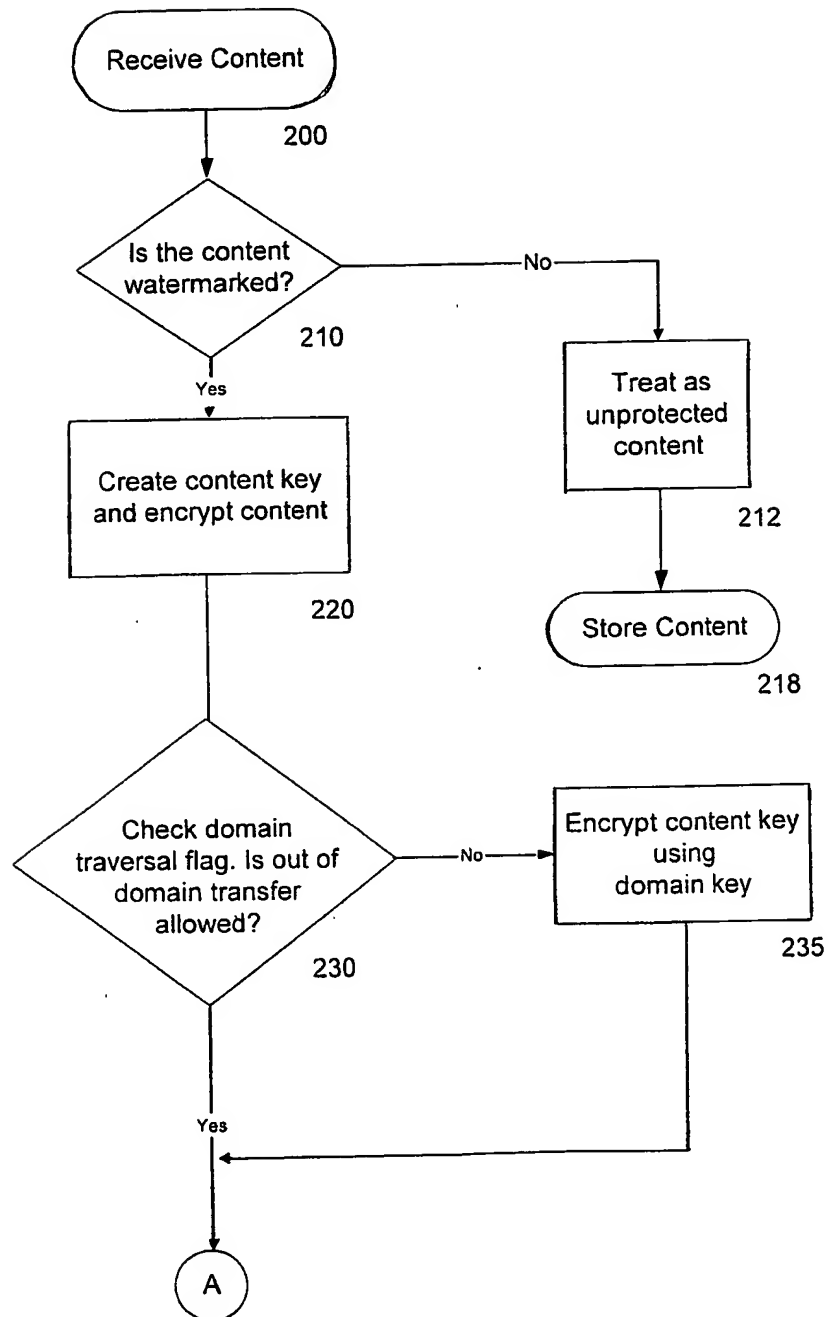 Receive Content
200
Is the content
watermarked?
210
No
Yes
Treat as
unprotected
content
212
Create content key
and encrypt content
220
Store Content
218
Check domain
traversal flag. Is out of
domain transfer
allowed?
230
No
Encrypt content key
using
domain key
235
Yes
A